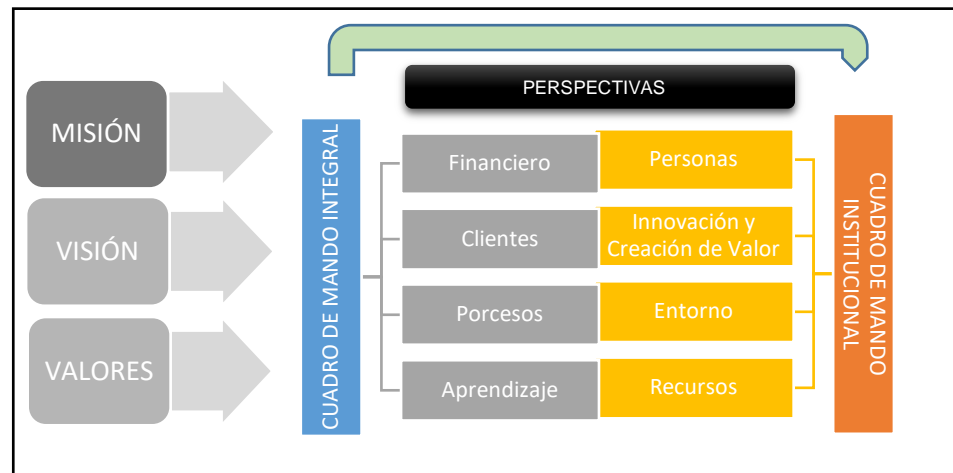 PERSPECTIVAS
MISIÓN
VISIÓN
VALORES
CUADRO DE MANDO INTEGRAL
Financiero
Personas
Clientes
Innovación y
Creación de Valor
Porcesos
Entorno
Aprendizaje
Recursos
CUADRO DE MANDO
INSTITUCIONAL